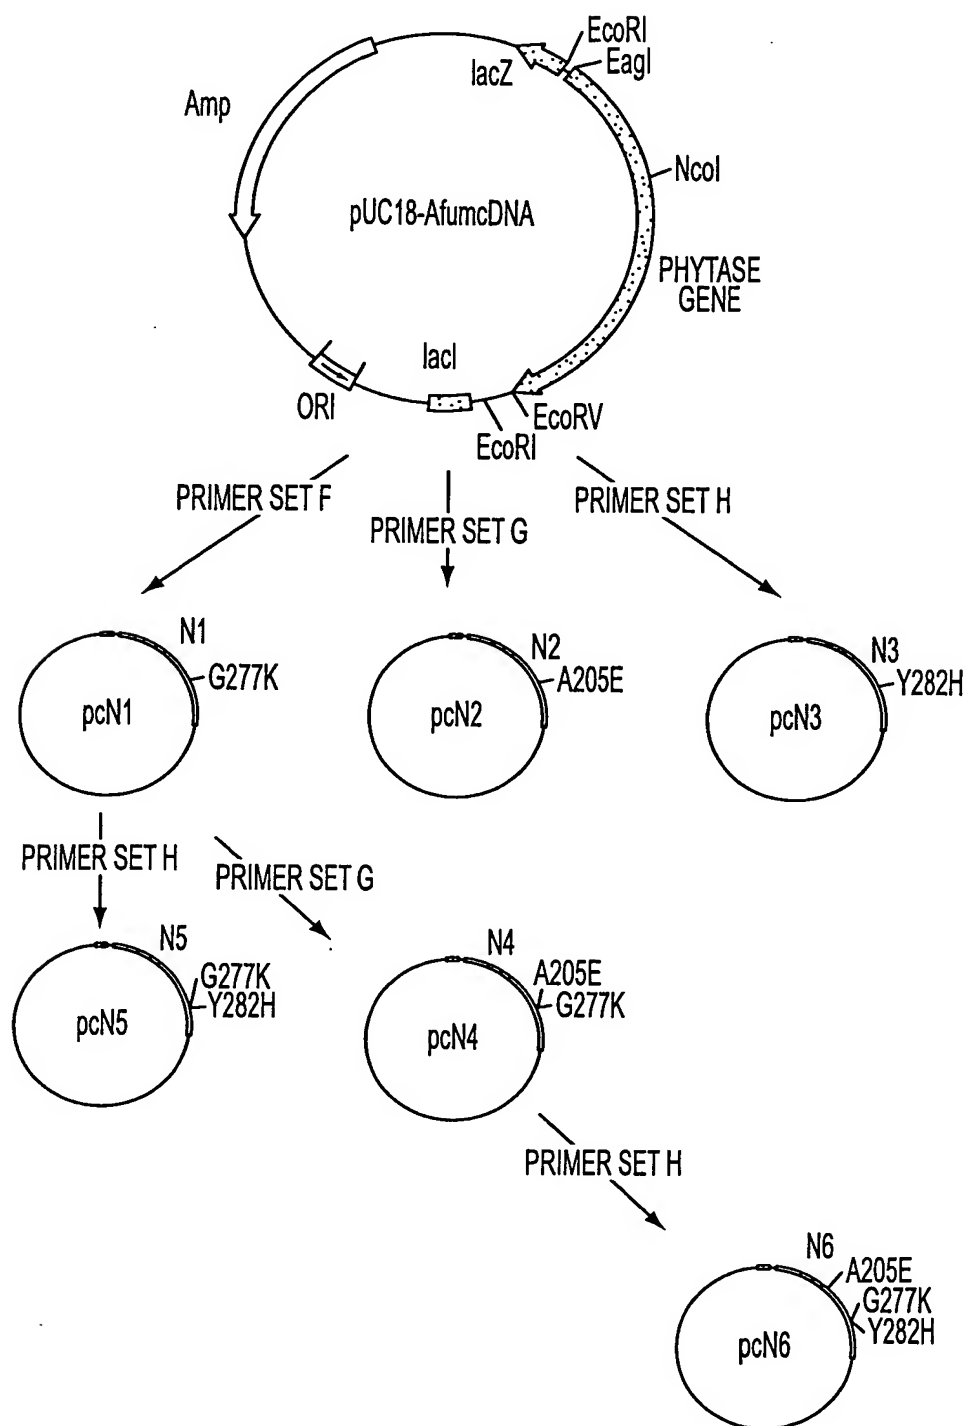 EcoRI
EagI
lacZ
Amp
NcoI
pUC18-AfumcDNA
PHYTASE
GENE
lacI
ORI
EcoRV
EcoRI
PRIMER SET F
PRIMER SET G
PRIMER SET H
N1
G277K
pcN1
N2
A205E
pcN2
N3
Y282H
pcN3
PRIMER SET H
PRIMER SET G
N5
G277K
Y282H
pcN5
N4
A205E
G277K
pcN4
PRIMER SET H
N6
A205E
G277K
Y282H
pcN6